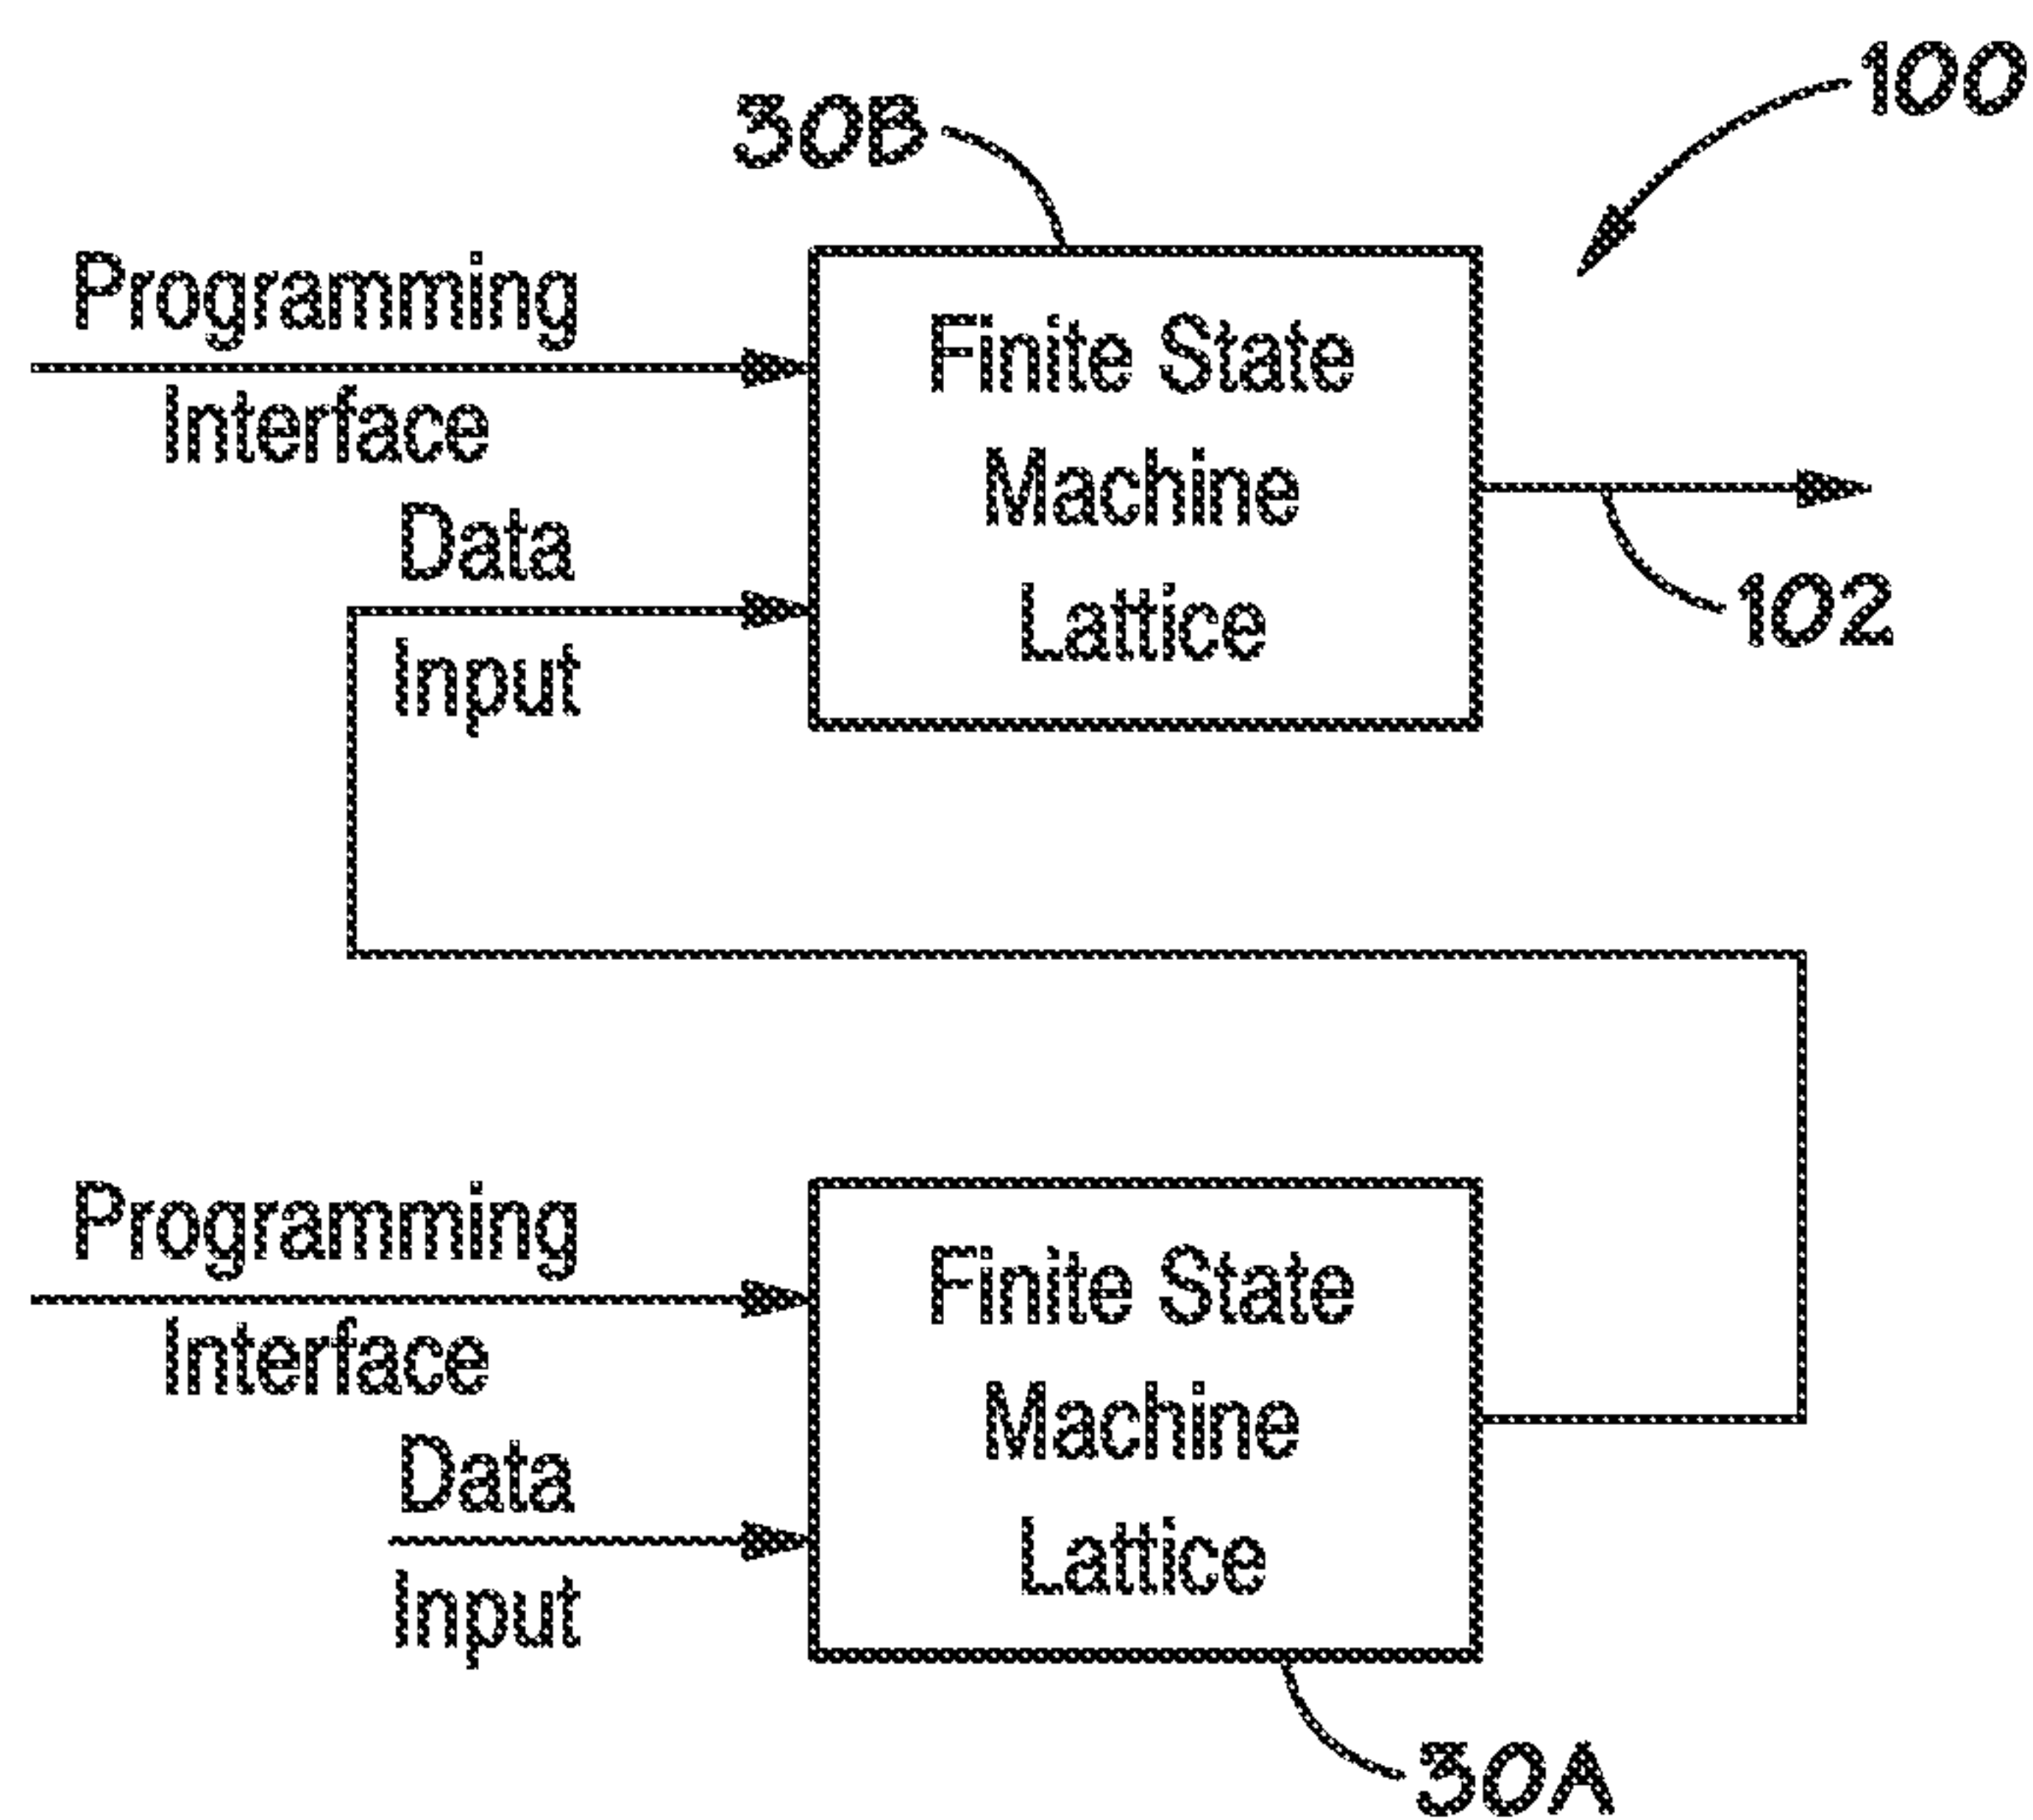 100
30B
Programming
Interface
Data
Input
Finite State
Machine
Lattice
102
Programming
Interface
Data
Input
Finite State
Machine
Lattice
30A